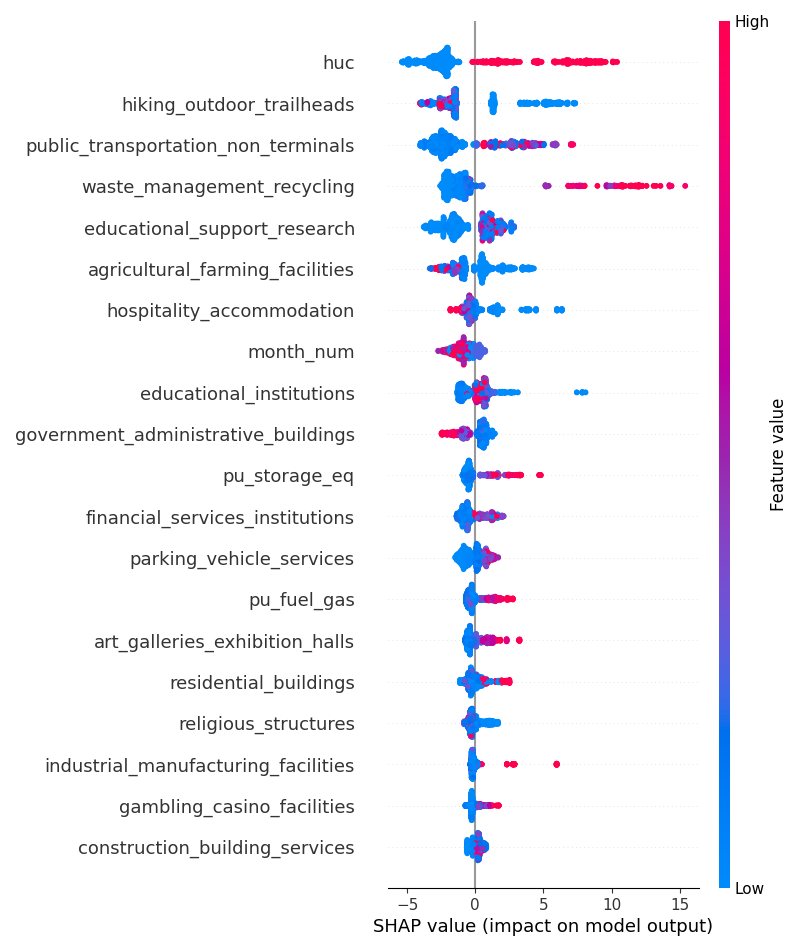 High
huc
hiking_outdoor_trailheads
public_transportation_non_terminals
waste_management_recycling
educational_support_research
agricultural_farming_facilities
hospitality_accommodation
month_num
educational_institutions
government_administrative_buildings
pu_storage_eq
financial_services_institutions
parking_vehicle_services
pu_fuel_gas
art_galleries_exhibition_halls
residential_buildings
religious_structures
industrial_manufacturing_facilities
gambling_casino_facilities
construction_building_services
Feature value
Low
−5 0 5 10 15
SHAP value (impact on model output)